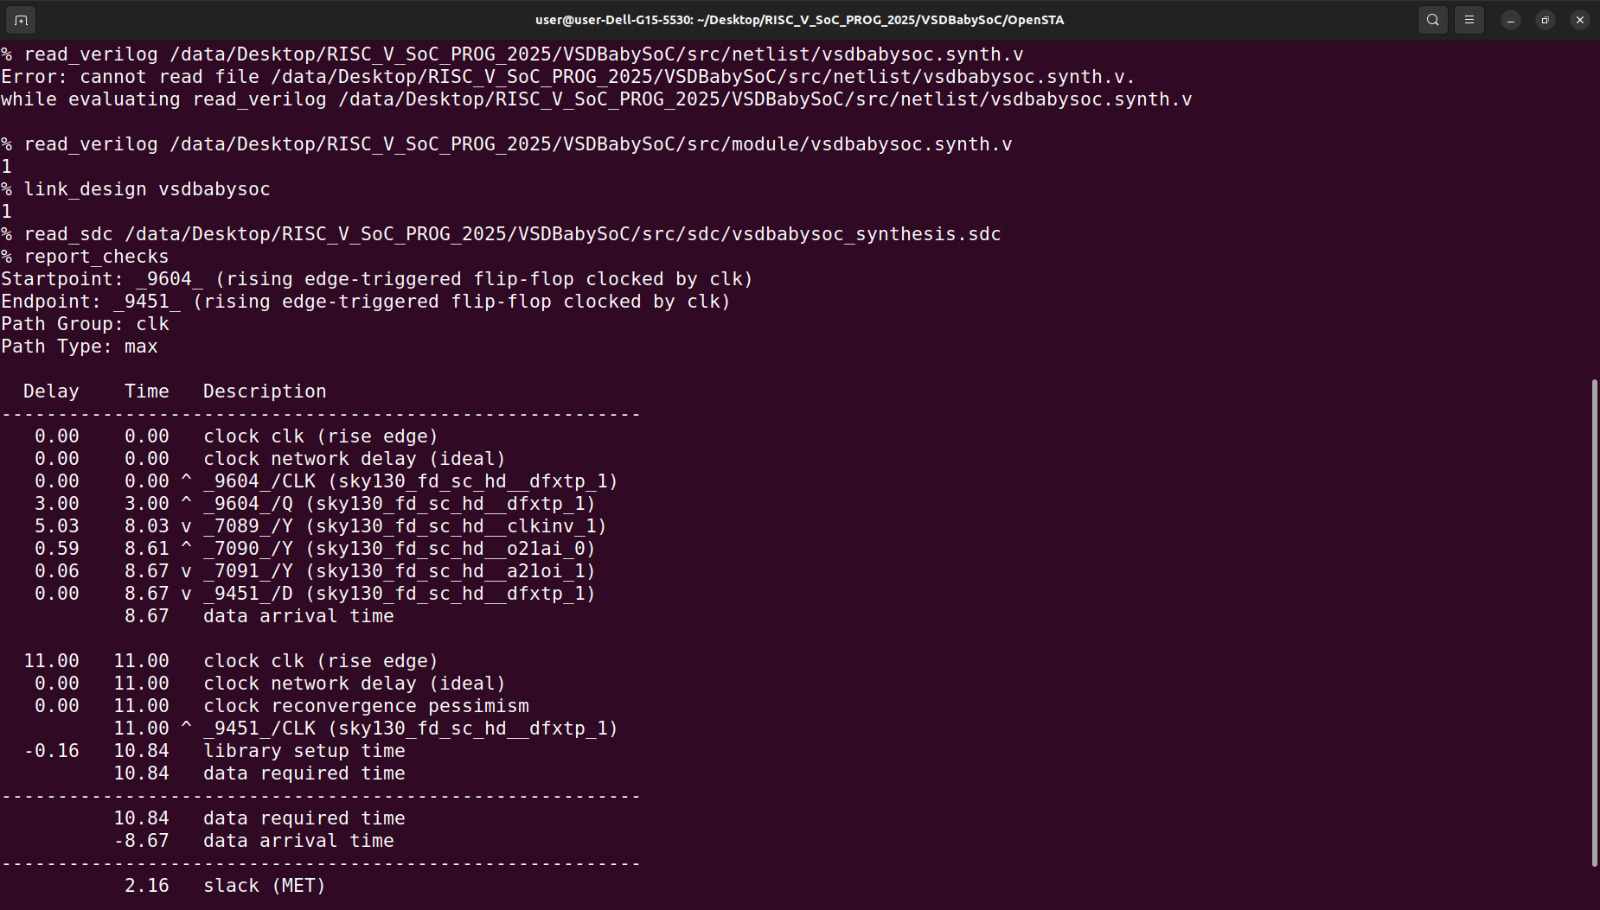 user@user-Dell-G15-5530: ~/Desktop/RISC_V_SoC_PROG_2025/VSDBabySoC/OpenSTA
% read_verilog /data/Desktop/RISC_V_SoC_PROG_2025/VSDBabySoC/src/netlist/vsdbabysoc.synth.v
Error: cannot read file /data/Desktop/RISC_V_SoC_PROG_2025/VSDBabySoC/src/netlist/vsdbabysoc.synth.v.
while evaluating read_verilog /data/Desktop/RISC_V_SoC_PROG_2025/VSDBabySoC/src/netlist/vsdbabysoc.synth.v
% read_verilog /data/Desktop/RISC_V_SoC_PROG_2025/VSDBabySoC/src/module/vsdbabysoc.synth.v
1
% link_design vsdbabysoc
1
% read_sdc /data/Desktop/RISC_V_SoC_PROG_2025/VSDBabySoC/src/sdc/vsdbabysoc_synthesis.sdc
% report_checks
Startpoint: _9604_ (rising edge-triggered flip-flop clocked by clk)
Endpoint: _9451_ (rising edge-triggered flip-flop clocked by clk)
Path Group: clk
Path Type: max
  Delay    Time   Description
---------------------------------------------------------
   0.00    0.00   clock clk (rise edge)
   0.00    0.00   clock network delay (ideal)
   0.00    0.00 ^ _9604_/CLK (sky130_fd_sc_hd__dfxtp_1)
   3.00    3.00 ^ _9604_/Q (sky130_fd_sc_hd__dfxtp_1)
   5.03    8.03 v _7089_/Y (sky130_fd_sc_hd__clkinv_1)
   0.59    8.61 ^ _7090_/Y (sky130_fd_sc_hd__o21ai_0)
   0.06    8.67 v _7091_/Y (sky130_fd_sc_hd__a21oi_1)
   0.00    8.67 v _9451_/D (sky130_fd_sc_hd__dfxtp_1)
           8.67   data arrival time
  11.00   11.00   clock clk (rise edge)
   0.00   11.00   clock network delay (ideal)
   0.00   11.00   clock reconvergence pessimism
          11.00 ^ _9451_/CLK (sky130_fd_sc_hd__dfxtp_1)
  -0.16   10.84   library setup time
          10.84   data required time
---------------------------------------------------------
          10.84   data required time
          -8.67   data arrival time
---------------------------------------------------------
           2.16   slack (MET)